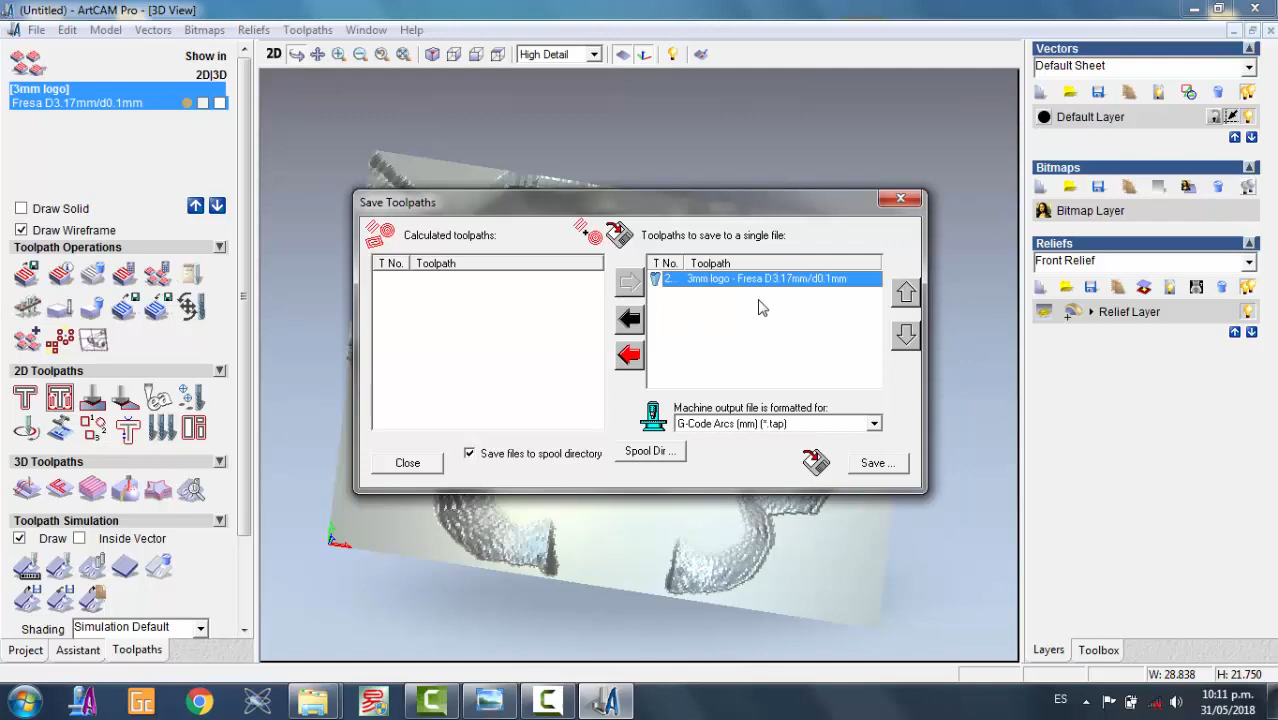 (Untitled) - ArtCAM Pro - [3D View]
File Edit Model Vectors Bitmaps Reliefs Toolpaths Window Help
Show in
2D|3D
[3mm logo]
Fresa D3.17mm/d0.1mm
Draw Solid
Draw Wireframe
Toolpath Operations
2D Toolpaths
3D Toolpaths
Toolpath Simulation
Draw Inside Vector
Shading Simulation Default
Project Assistant Toolpaths
2D High Detail
Save Toolpaths
Calculated toolpaths:
T No. Toolpath
Toolpaths to save to a single file:
T No. Toolpath
2... 3mm logo - Fresa D3.17mm/d0.1mm
Machine output file is formatted for:
G-Code Arcs (mm) (*.tap)
Close Save files to spool directory Spool Dir ... Save ...
Vectors
Default Sheet
Default Layer
Bitmaps
Bitmap Layer
Reliefs
Front Relief
Relief Layer
Layers Toolbox
W: 28.838 H: 21.750
ES 10:11 p.m.
31/05/2018